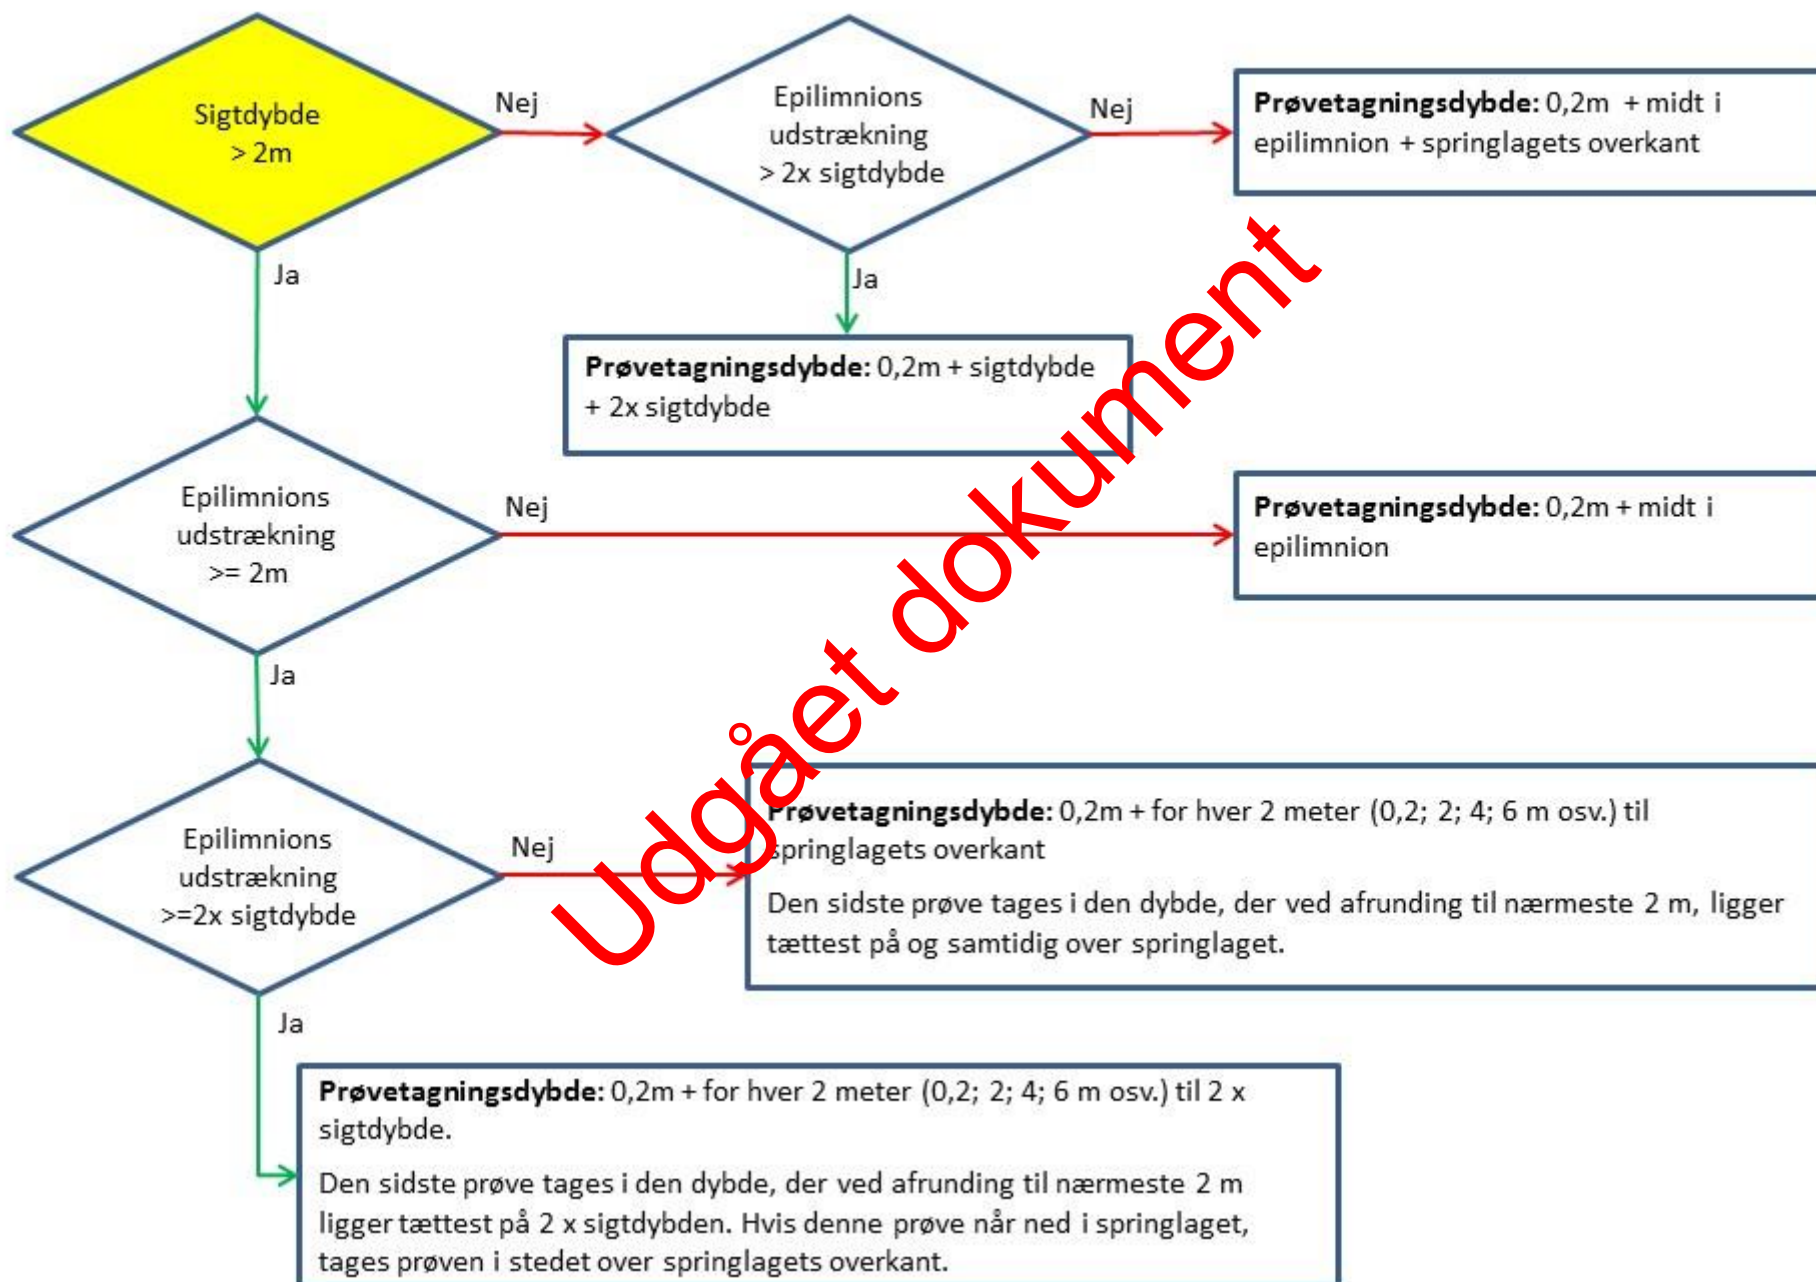 Sigtdybde
> 2m
Nej
Epilimnions
udstrækning
> 2x sigtdybde
Nej
Prøvetagningsdybde: 0,2m + midt i
epilimnion + springlagets overkant
Ja
Ja
Prøvetagningsdybde: 0,2m + sigtdybde
+ 2x sigtdybde
Epilimnions
udstrækning
>= 2m
Nej
Prøvetagningsdybde: 0,2m + midt i
epilimnion
Ja
Epilimnions
udstrækning
>=2x sigtdybde
Nej
Prøvetagningsdybde: 0,2m + for hver 2 meter (0,2; 2; 4; 6 m osv.) til
springlagets overkant
Den sidste prøve tages i den dybde, der ved afrunding til nærmeste 2 m, ligger
tættest på og samtidig over springlaget.
Ja
Prøvetagningsdybde: 0,2m + for hver 2 meter (0,2; 2; 4; 6 m osv.) til 2 x
sigtdybde.
Den sidste prøve tages i den dybde, der ved afrunding til nærmeste 2 m
ligger tættest på 2 x sigtdybden. Hvis denne prøve når ned i springlaget,
tages prøven i stedet over springlagets overkant.
Udgået dokument